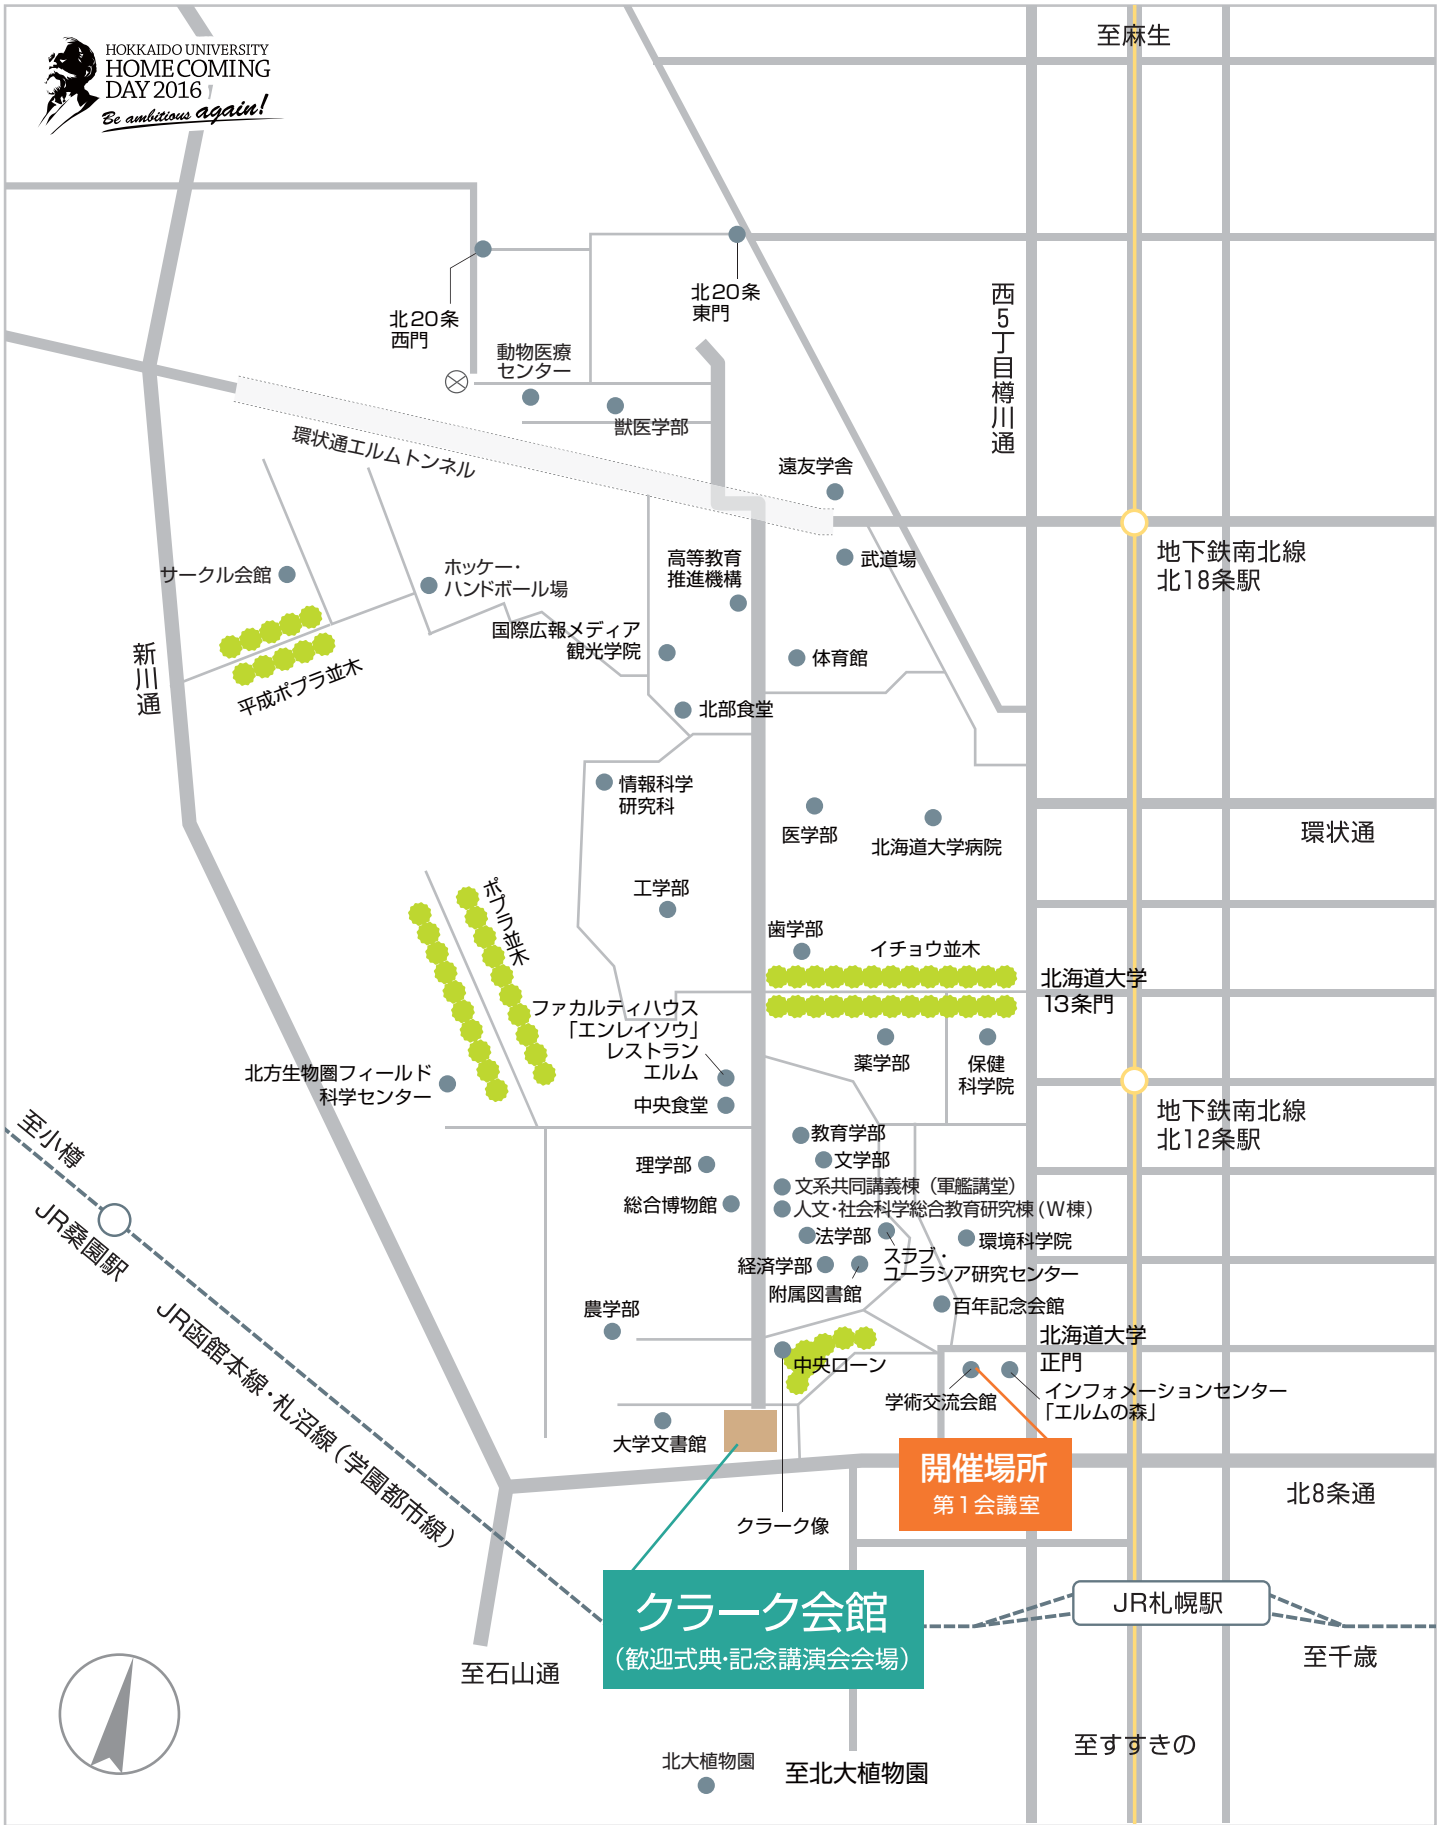 HOKKAIDO UNIVERSITY
HOMECOMING
DAY 2016
Be ambitious again!
至麻生
北20条
西門
北20条
東門
西5丁目樽川通
動物医療
センター
獣医学部
環状通エルムトンネル
遠友学舎
地下鉄南北線
北18条駅
高等教育
推進機構
武道場
サークル会館
ホッケー・
ハンドボール場
国際広報メディア
観光学院
体育館
新川通
平成ポプラ並木
北部食堂
情報科学
研究科
医学部
北海道大学病院
環状通
工学部
ポプラ並木
歯学部
イチョウ並木
北海道大学
13条門
ファカルティハウス
「エンレイソウ」
レストラン
エルム
薬学部
保健
科学院
北方生物圏フィールド
科学センター
中央食堂
地下鉄南北線
北12条駅
至小樽
教育学部
文学部
理学部
文系共同講義棟(軍艦講堂)
総合博物館
人文・社会科学総合教育研究棟(W棟)
JR桑園駅
法学部
環境科学院
スラブ・
ユーラシア研究センター
経済学部
附属図書館
農学部
百年記念会館
北海道大学
正門
中央ローン
JR函館本線・札沼線(学園都市線)
学術交流会館
インフォメーションセンター
「エルムの森」
大学文書館
開催場所
第1会議室
北8条通
クラーク像
クラーク会館
(歓迎式典・記念講演会会場)
JR札幌駅
至千歳
至石山通
至すすきの
北大植物園
至北大植物園